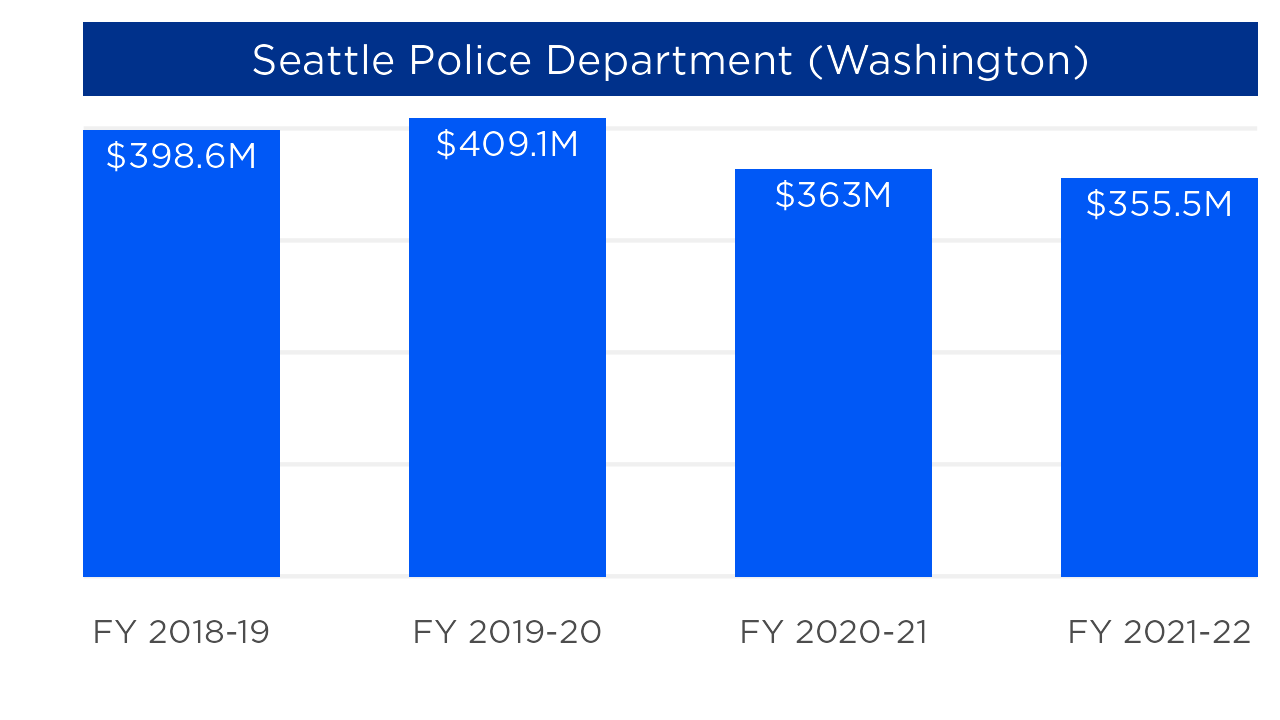 Seattle Police Department (Washington)
$398.6M
$409.1M
$363M
$355.5M
FY 2018-19
FY 2019-20
FY 2020-21
FY 2021-22